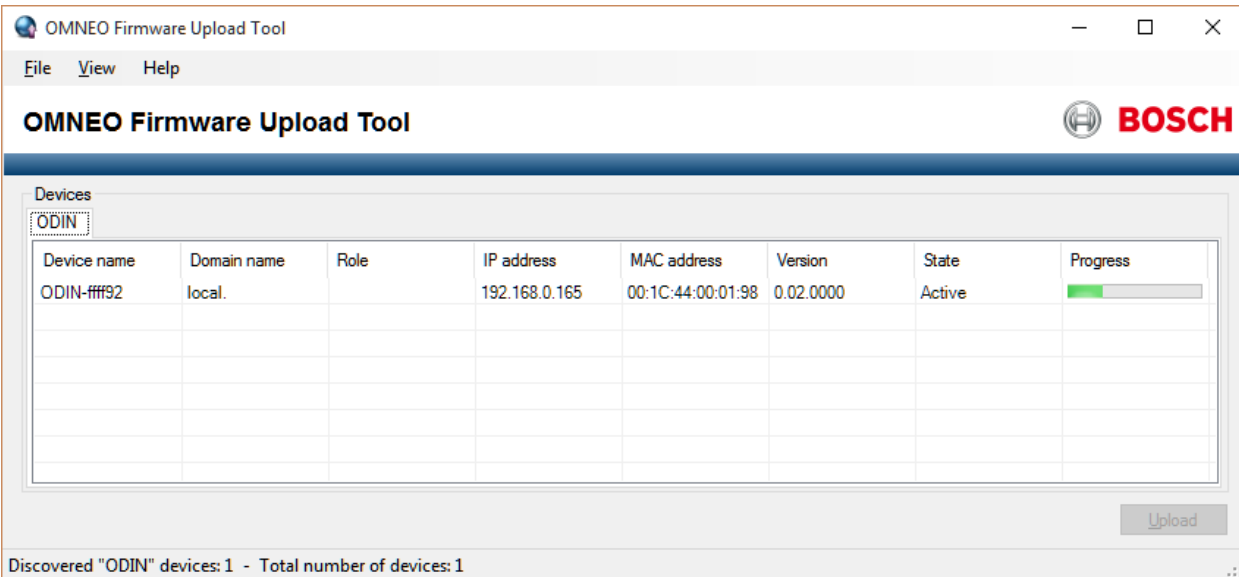 OMNEO Firmware Upload Tool
File View Help
OMNEO Firmware Upload Tool
BOSCH
Devices
ODIN
Device name Domain name Role IP address MAC address Version State Progress
ODIN-ffff92 local. 192.168.0.165 00:1C:44:00:01:98 0.02.0000 Active
Upload
Discovered "ODIN" devices: 1 - Total number of devices: 1